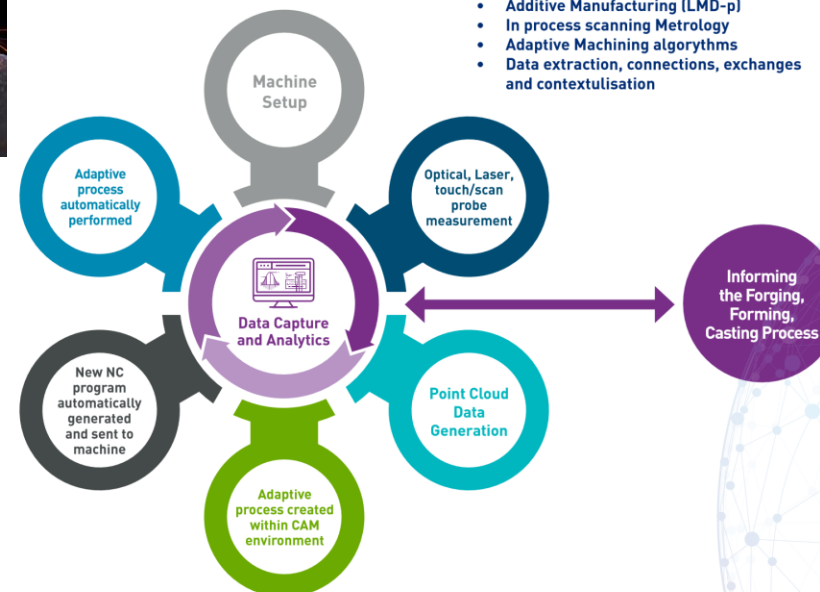 • Additive Manufacturing (LMD-p)
• In process scanning Metrology
• Adaptive Machining algorythms
• Data extraction, connections, exchanges
and contextulisation
Machine
Setup
Optical, Laser,
touch/scan
probe
measurement
Point Cloud
Data
Generation
Adaptive
process created
within CAM
environment
New NC
program
automatically
generated
and sent to
machine
Adaptive
process
automatically
performed
Data Capture
and Analytics
Informing
the Forging,
Forming,
Casting Process